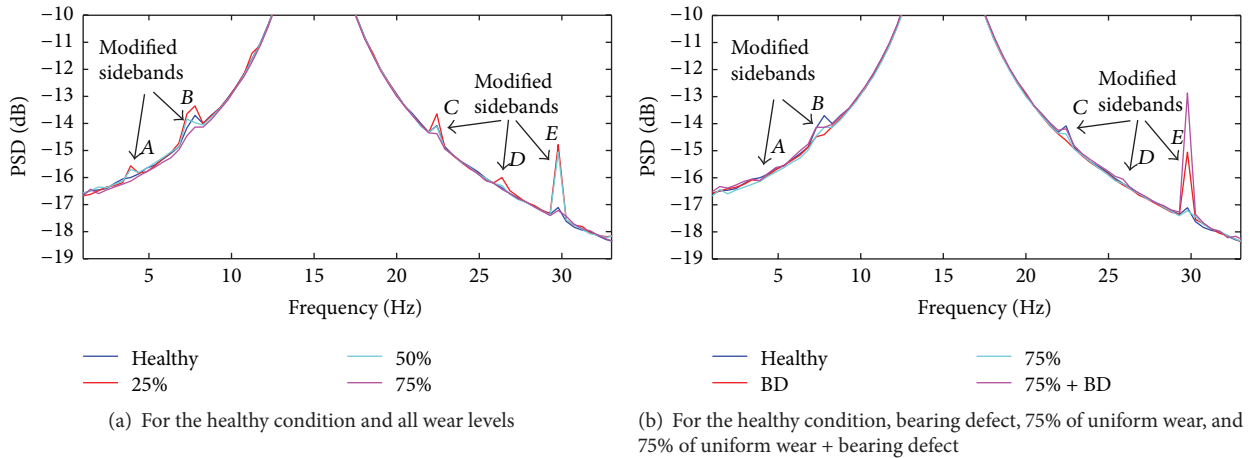 −10
−11
−12
−13
−14
−15
−16
−17
−18
−19
PSD (dB)
5
10
15
20
25
30
Frequency (Hz)
Modified
sidebands
A
B
Modified
sidebands
C
D
E
Healthy
25%
50%
75%
(a) For the healthy condition and all wear levels
−10
−11
−12
−13
−14
−15
−16
−17
−18
−19
PSD (dB)
5
10
15
20
25
30
Frequency (Hz)
Modified
sidebands
A
B
Modified
sidebands
C
D
E
Healthy
BD
75%
75% + BD
(b) For the healthy condition, bearing defect, 75% of uniform wear, and
75% of uniform wear + bearing defect